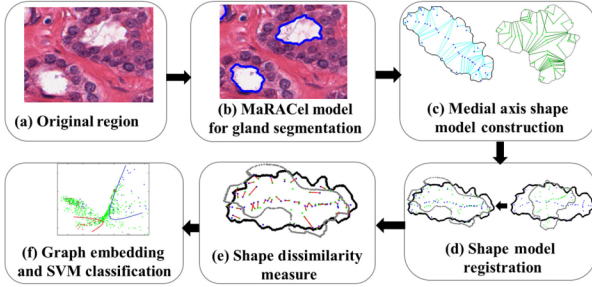 (a) Original region
(b) MaRACel model
for gland segmentation
(c) Medial axis shape
model construction
(d) Shape model
registration
(e) Shape dissimilarity
measure
(f) Graph embedding
and SVM classification